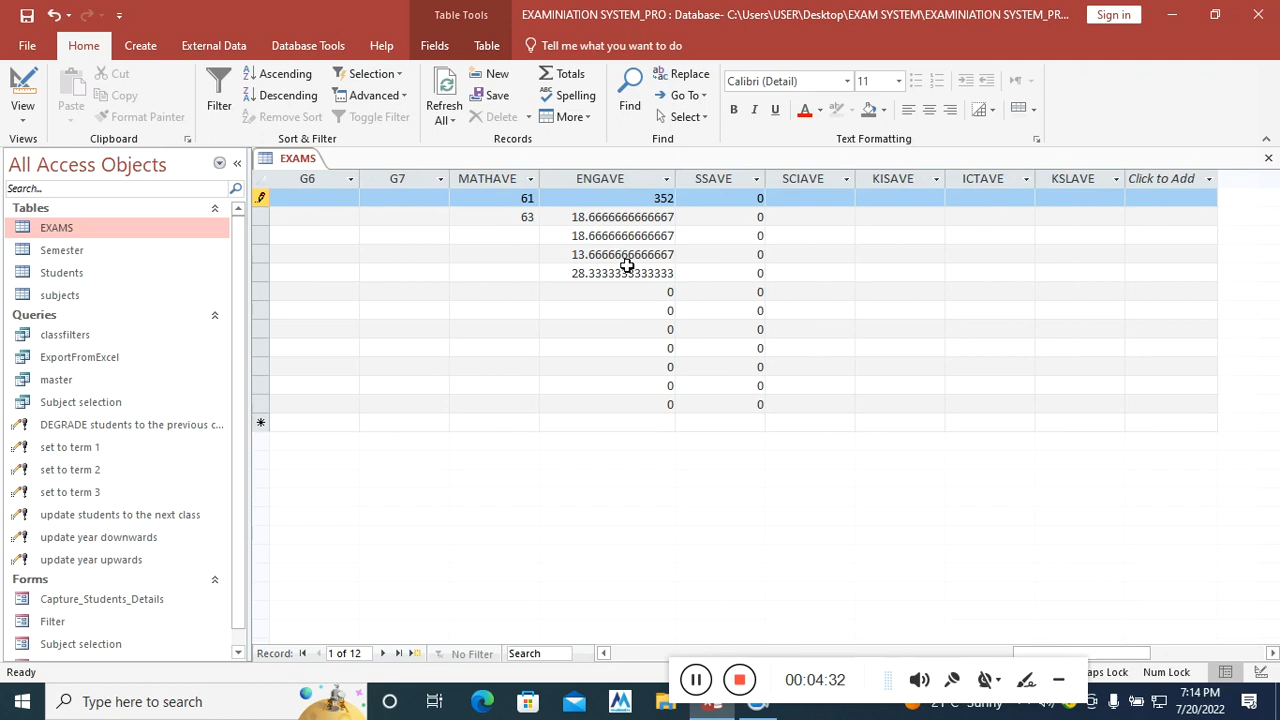 Table Tools
EXAMINIATION SYSTEM_PRO : Database- C:\Users\USER\Desktop\EXAM SYSTEM\EXAMINIATION SYSTEM_PR...
Sign in
File Home Create External Data Database Tools Help Fields Table Tell me what you want to do
View
Views
Paste
Cut
Copy
Format Painter
Clipboard
Filter
Ascending
Descending
Remove Sort
Selection
Advanced
Toggle Filter
Sort & Filter
Refresh
All
New
Save
Delete
Totals
Spelling
More
Records
Find
Replace
Go To
Select
Find
Calibri (Detail) 11
B I U A ab
Text Formatting
All Access Objects
Search...
Tables
EXAMS
Semester
Students
subjects
Queries
classfilters
ExportFromExcel
master
Subject selection
DEGRADE students to the previous c...
set to term 1
set to term 2
set to term 3
update students to the next class
update year downwards
update year upwards
Forms
Capture_Students_Details
Filter
Subject selection
EXAMS
G6 G7 MATHAVE ENGAVE SSAVE SCIAVE KISAVE ICTAVE KSLAVE Click to Add
61 352 0
63 18.6666666666667 0
18.6666666666667 0
13.6666666666667 0
28.3333333333333 0
0 0
0 0
0 0
0 0
0 0
0 0
0 0
Record: 1 of 12 No Filter Search
Ready
00:04:32
aps Lock Num Lock
Type here to search
21°C Sunny
7:14 PM
7/20/2022